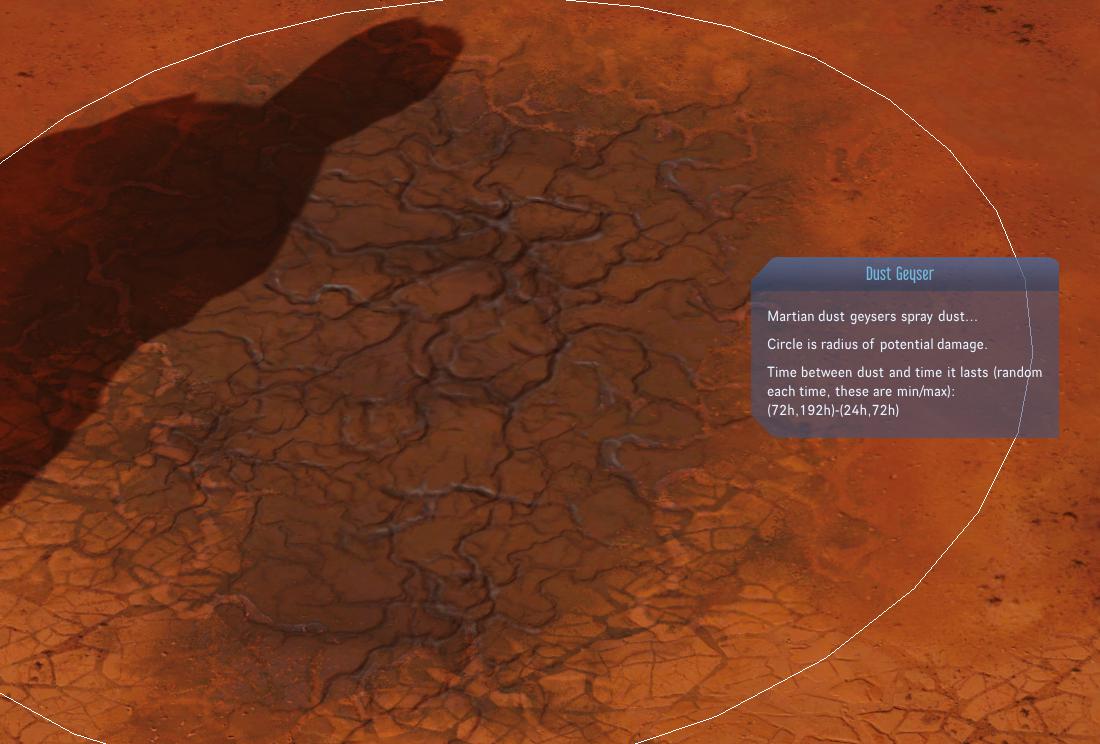 Dust Geyser
Martian dust geysers spray dust...
Circle is radius of potential damage.
Time between dust and time it lasts (random
each time, these are min/max):
(72h,192h)-(24h,72h)